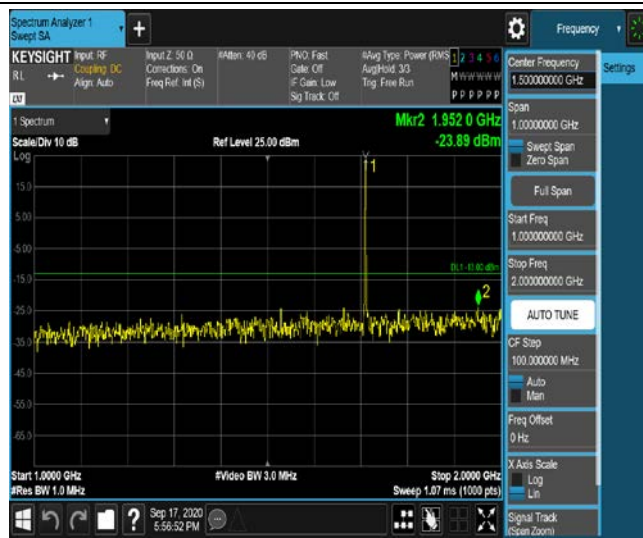 Spectrum Analyzer 1
Swept SA
+
Frequency
KEYSIGHT
RL
Input: RF
Coupling: DC
Align: Auto
Input Z: 50 Ω
Corrections: On
Freq Ref: Int (S)
#Atten: 40 dB
PNO: Fast
Gate: Off
IF Gain: Low
Sig Track: Off
#Avg Type: Power (RMS
Avg|Hold: 3/3
Trig: Free Run
1 2 3 4 5 6
M W W W W W
P P P P P P
Center Frequency
1.500000000 GHz
Settings
Span
1.00000000 GHz
Swept Span
Zero Span
Full Span
Start Freq
1.000000000 GHz
Stop Freq
2.000000000 GHz
AUTO TUNE
CF Step
100.000000 MHz
Auto
Man
Freq Offset
0 Hz
X Axis Scale
Log
Lin
Signal Track
(Span Zoom)
1 Spectrum
Mkr2 1.952 0 GHz
Scale/Div 10 dB
Ref Level 25.00 dBm
-23.89 dBm
Log
1
15.0
5.00
-5.00
DL1 -13.00 dBm
-15.0
2
-25.0
-35.0
-45.0
-55.0
-65.0
Start 1.0000 GHz
#Video BW 3.0 MHz
Stop 2.0000 GHz
#Res BW 1.0 MHz
Sweep 1.07 ms (1000 pts)
?
Sep 17, 2020
5:56:52 PM